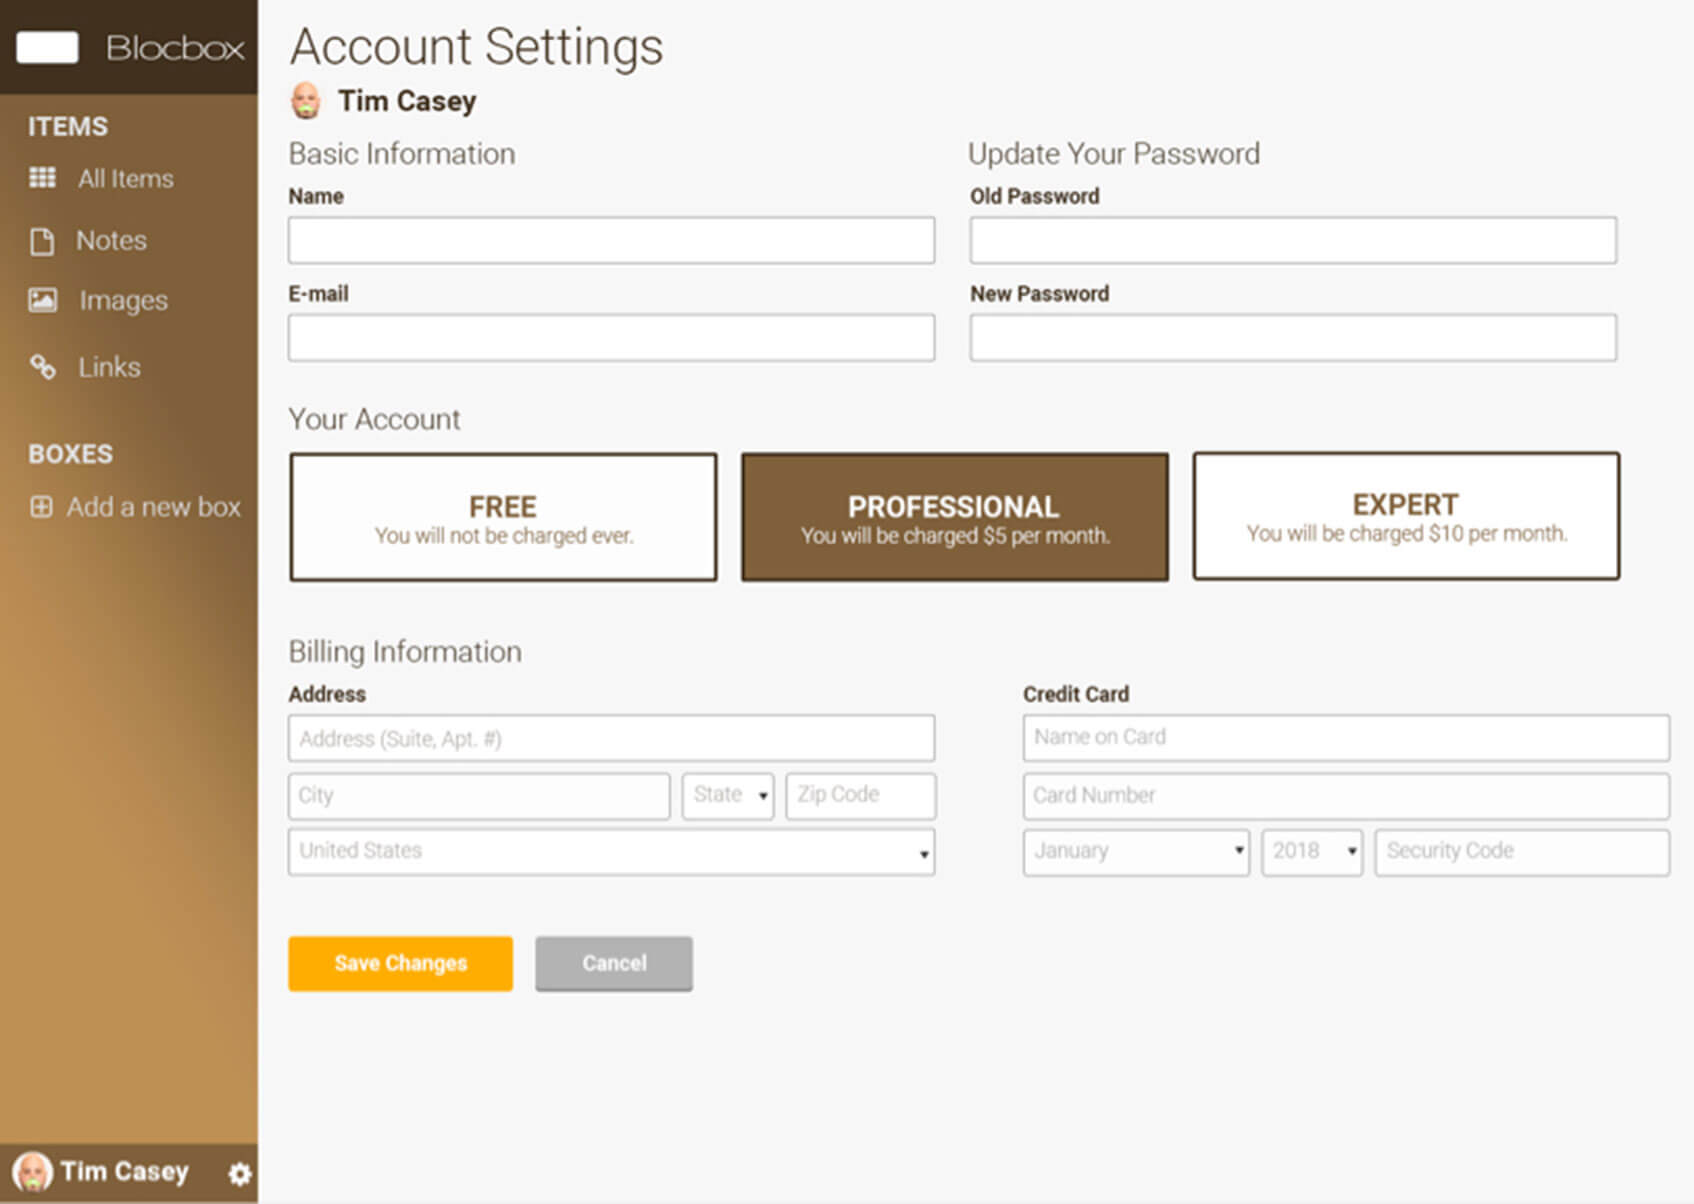 Blocbox
ITEMS
All Items
Notes
Images
Links
BOXES
Add a new box
Tim Casey
Account Settings
Tim Casey
Basic Information
Name
E-mail
Update Your Password
Old Password
New Password
Your Account
FREE
You will not be charged ever.
PROFESSIONAL
You will be charged $5 per month.
EXPERT
You will be charged $10 per month.
Billing Information
Address
Address (Suite, Apt. #)
City State Zip Code
United States
Credit Card
Name on Card
Card Number
January 2018 Security Code
Save Changes Cancel